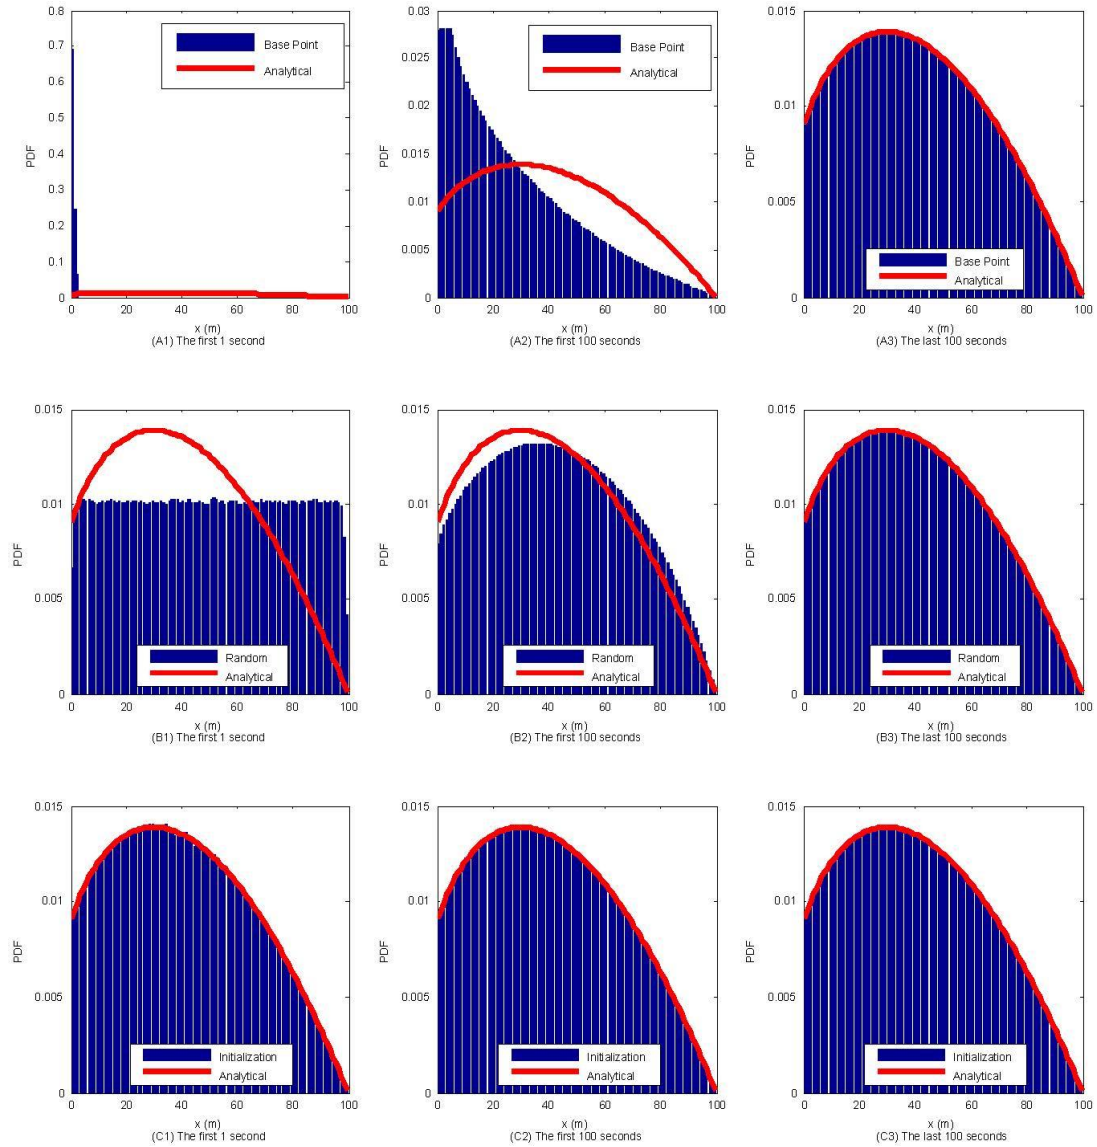 0.8
0.7
0.6
0.5
0.4
0.3
0.2
0.1
0
PDF
Base Point
Analytical
0 20 40 60 80 100
x (m)
(A1) The first 1 second
0.03
0.025
0.02
0.015
0.01
0.005
0
PDF
Base Point
Analytical
0 20 40 60 80 100
x (m)
(A2) The first 100 seconds
0.015
0.01
0.005
0
PDF
Base Point
Analytical
0 20 40 60 80 100
x (m)
(A3) The last 100 seconds
0.015
0.01
0.005
0
PDF
Random
Analytical
0 20 40 60 80 100
x (m)
(B1) The first 1 second
0.015
0.01
0.005
0
PDF
Random
Analytical
0 20 40 60 80 100
x (m)
(B2) The first 100 seconds
0.015
0.01
0.005
0
PDF
Random
Analytical
0 20 40 60 80 100
x (m)
(B3) The last 100 seconds
0.015
0.01
0.005
0
PDF
Initialization
Analytical
0 20 40 60 80 100
x (m)
(C1) The first 1 second
0.015
0.01
0.005
0
PDF
Initialization
Analytical
0 20 40 60 80 100
x (m)
(C2) The first 100 seconds
0.015
0.01
0.005
0
PDF
Initialization
Analytical
0 20 40 60 80 100
x (m)
(C3) The last 100 seconds